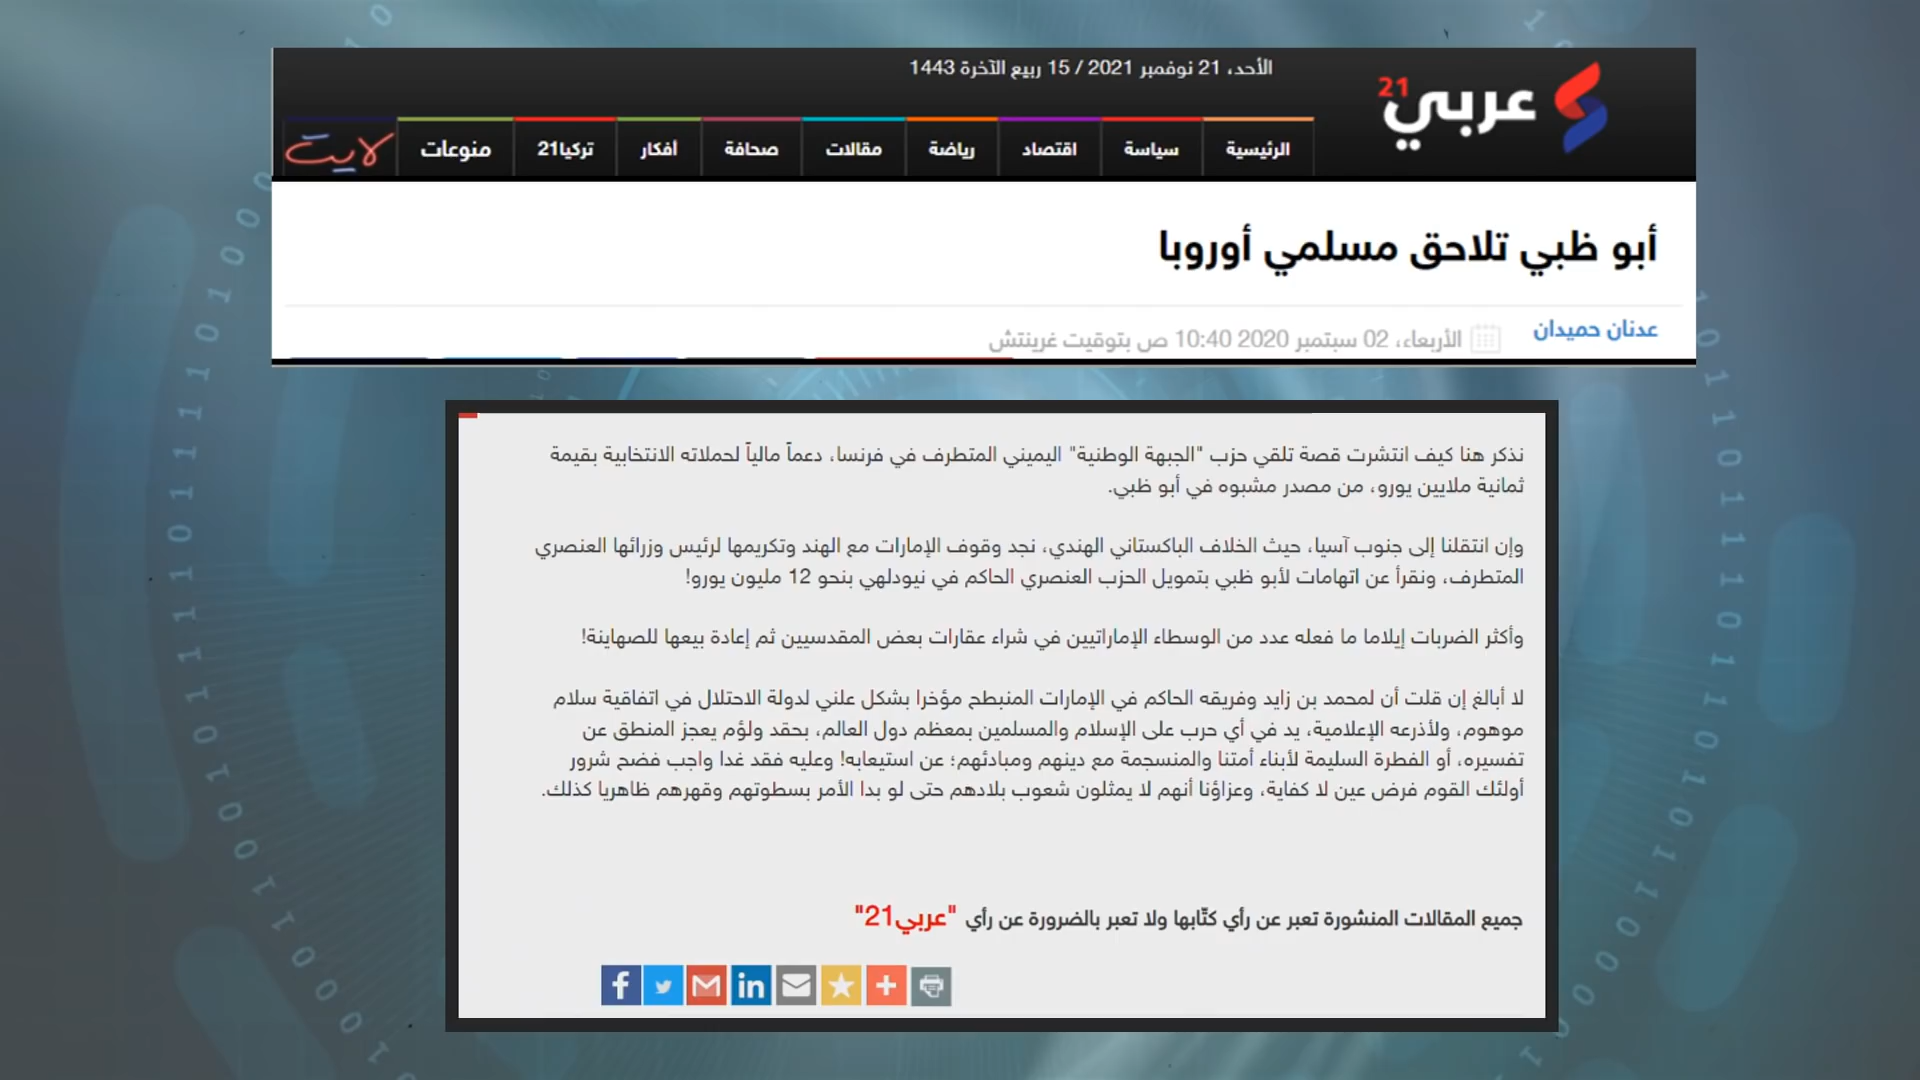 الأحد، 21 نوفمبر 2021 / 15 ربيع الآخرة 1443
عربي21
الرئيسية سياسة اقتصاد رياضة مقالات صحافة أفكار تركيا21 منوعات لايت
أبو ظبي تلاحق مسلمي أوروبا
عدنان حميدان
الأربعاء، 02 سبتمبر 2020 10:40 ص بتوقيت غرينتش
نذكر هنا كيف انتشرت قصة تلقي حزب "الجبهة الوطنية" اليميني المتطرف في فرنسا، دعماً مالياً لحملاته الانتخابية بقيمة
ثمانية ملايين يورو، من مصدر مشبوه في أبو ظبي.
وإن انتقلنا إلى جنوب آسيا، حيث الخلاف الباكستاني الهندي، نجد وقوف الإمارات مع الهند وتكريمها لرئيس وزرائها العنصري
المتطرف، ونقرأ عن اتهامات لأبو ظبي بتمويل الحزب العنصري الحاكم في نيودلهي بنحو 12 مليون يورو!
وأكثر الضربات إيلاما ما فعله عدد من الوسطاء الإماراتيين في شراء عقارات بعض المقدسيين ثم إعادة بيعها للصهاينة!
لا أبالغ إن قلت أن لمحمد بن زايد وفريقه الحاكم في الإمارات المنبطح مؤخرا بشكل علني لدولة الاحتلال في اتفاقية سلام
موهوم، ولأذرعه الإعلامية، يد في أي حرب على الإسلام والمسلمين بمعظم دول العالم، بحقد ولؤم يعجز المنطق عن
تفسيره، أو الفطرة السليمة لأبناء أمتنا والمنسجمة مع دينهم ومبادئهم؛ عن استيعابه! وعليه فقد غدا واجب فضح شرور
أولئك القوم فرض عين لا كفاية، وعزاؤنا أنهم لا يمثلون شعوب بلادهم حتى لو بدا الأمر بسطوتهم وقهرهم ظاهريا كذلك.
جميع المقالات المنشورة تعبر عن رأي كتّابها ولا تعبر بالضرورة عن رأي "عربي21"